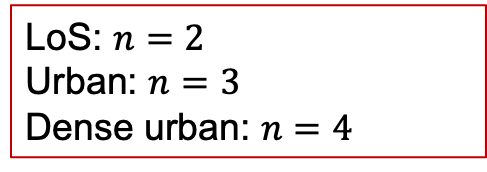 LoS: n = 2
Urban: n = 3
Dense urban: n = 4